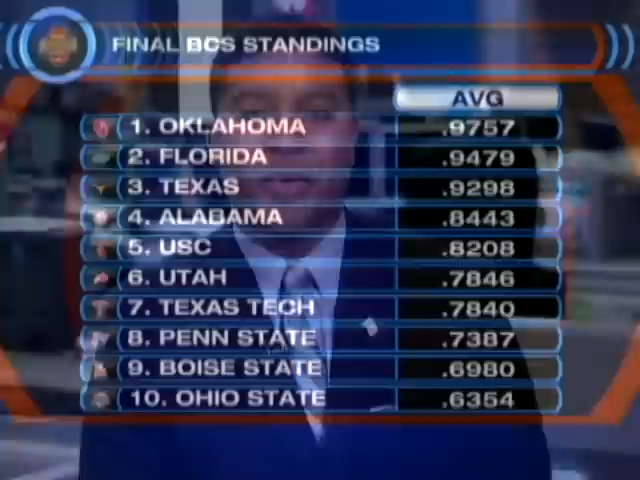 FINAL BCS STANDINGS
AVG
1. OKLAHOMA .9757
2. FLORIDA .9479
3. TEXAS .9298
4. ALABAMA .8443
5. USC .8208
6. UTAH .7846
7. TEXAS TECH .7840
8. PENN STATE .7387
9. BOISE STATE .6980
10. OHIO STATE .6354